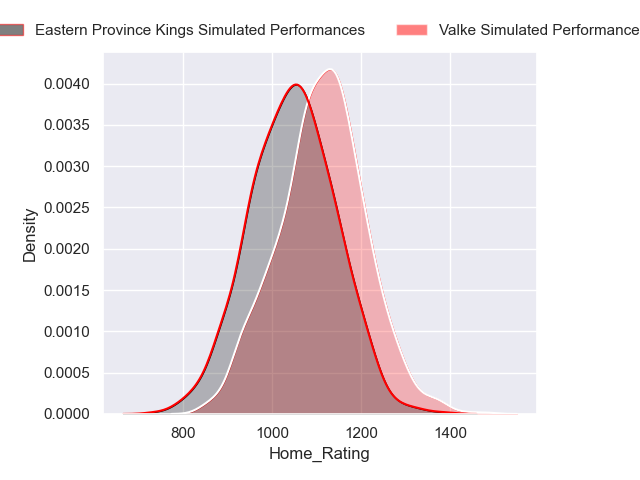 Eastern Province Kings Simulated Performances
Valke Simulated Performance
0.0040
0.0035
0.0030
0.0025
0.0020
0.0015
0.0010
0.0005
0.0000
Density
800 1000 1200 1400
Home_Rating